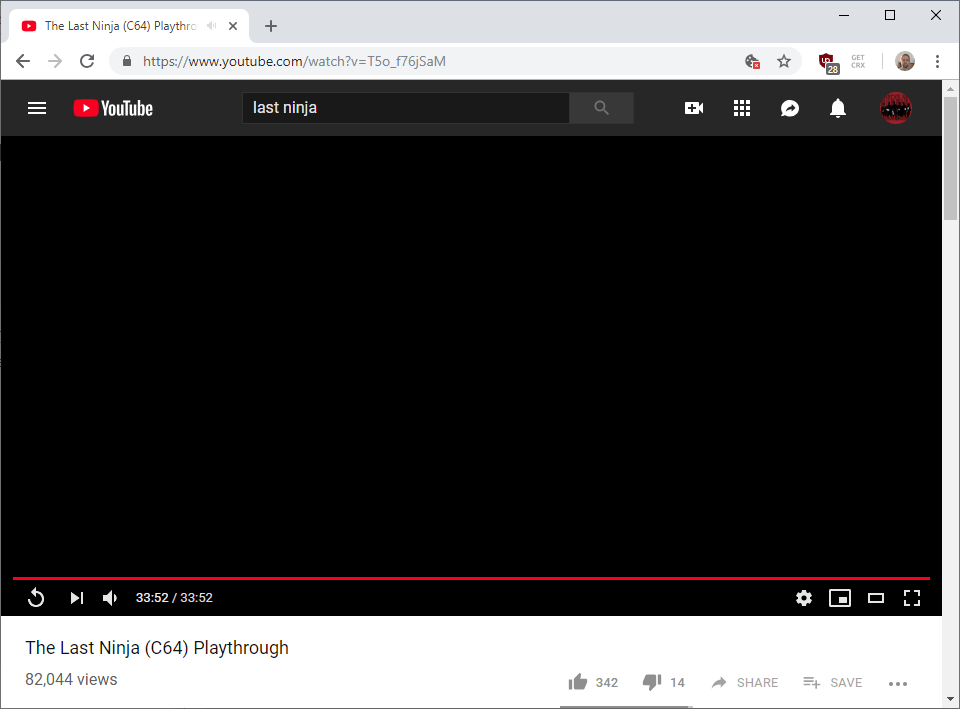 The Last Ninja (C64) Playthro
https://www.youtube.com/watch?v=T5o_f76jSaM
28
GET
CRX
YouTube
last ninja
33:52 / 33:52
The Last Ninja (C64) Playthrough
82,044 views
342
14
SHARE
SAVE